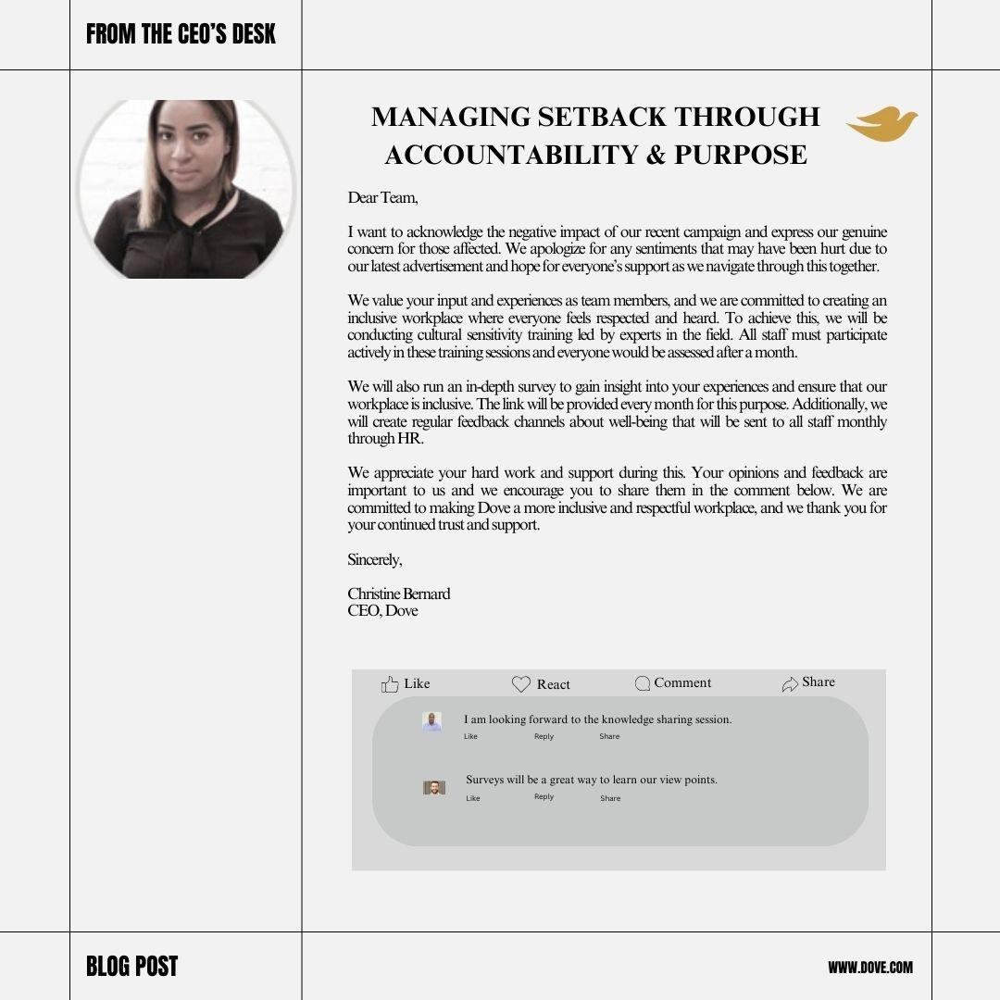 FROM THE CEO’S DESK
MANAGING SETBACK THROUGH
ACCOUNTABILITY & PURPOSE
Dear Team,
I want to acknowledge the negative impact of our recent campaign and express our genuine
concern for those affected. We apologize for any sentiments that may have been hurt due to
our latest advertisement and hope for everyone’s support as we navigate through this together.
We value your input and experiences as team members, and we are committed to creating an
inclusive workplace where everyone feels respected and heard. To achieve this, we will be
conducting cultural sensitivity training led by experts in the field. All staff must participate
actively in these training sessions and everyone would be assessed after a month.
We will also run an in-depth survey to gain insight into your experiences and ensure that our
workplace is inclusive. The link will be provided every month for this purpose. Additionally, we
will create regular feedback channels about well-being that will be sent to all staff monthly
through HR.
We appreciate your hard work and support during this. Your opinions and feedback are
important to us and we encourage you to share them in the comment below. We are
committed to making Dove a more inclusive and respectful workplace, and we thank you for
your continued trust and support.
Sincerely,
Christine Bernard
CEO, Dove
Like React Comment Share
I am looking forward to the knowledge sharing session.
Like Reply Share
Surveys will be a great way to learn our view points.
Like Reply Share
BLOG POST
WWW.DOVE.COM